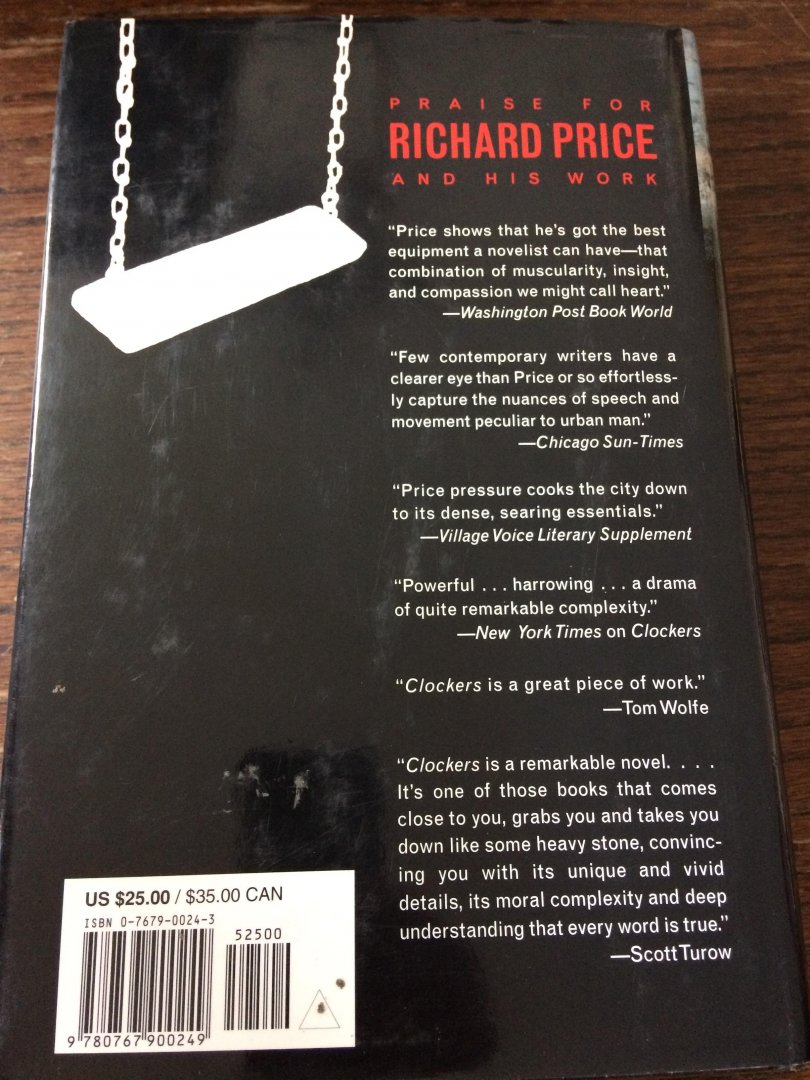 PRAISE FOR
RICHARD PRICE
AND HIS WORK
“Price shows that he’s got the best
equipment a novelist can have—that
combination of muscularity, insight,
and compassion we might call heart.”
—Washington Post Book World
“Few contemporary writers have a
clearer eye than Price or so effortless-
ly capture the nuances of speech and
movement peculiar to urban man.”
—Chicago Sun-Times
“Price pressure cooks the city down
to its dense, searing essentials.”
—Village Voice Literary Supplement
“Powerful . . . harrowing . . . a drama
of quite remarkable complexity.”
—New York Times on Clockers
“Clockers is a great piece of work.”
—Tom Wolfe
“Clockers is a remarkable novel. . . .
It’s one of those books that comes
close to you, grabs you and takes you
down like some heavy stone, convinc-
ing you with its unique and vivid
details, its moral complexity and deep
understanding that every word is true.”
—Scott Turow
US $25.00 / $35.00 CAN
ISBN 0-7679-0024-3
52500
9 780767 900249